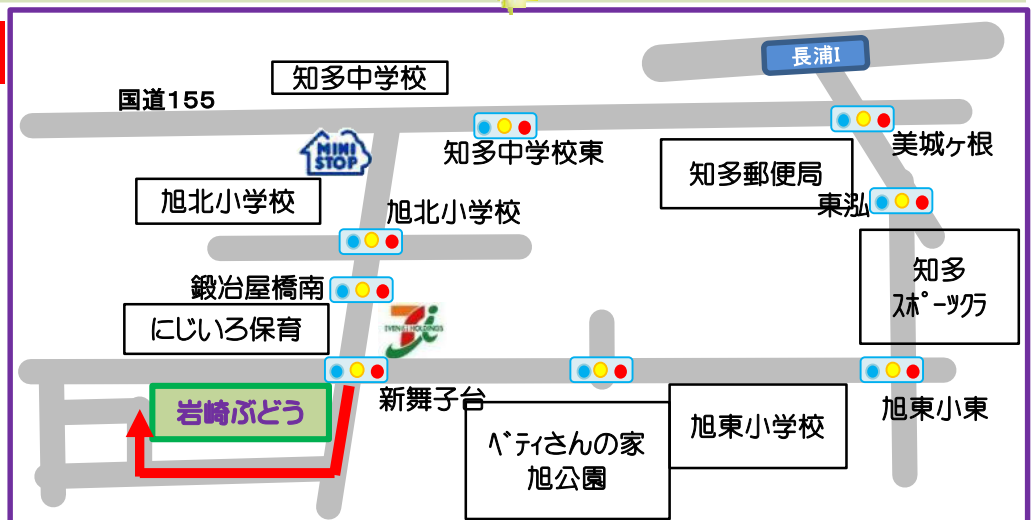 長浦I
知多中学校
国道155
MINI
STOP
知多中学校東
美城ヶ根
知多郵便局
旭北小学校
東泓
旭北小学校
知多
ｽﾎﾟｰﾂｸﾗ
鍛冶屋橋南
にじいろ保育
EVEN & i HOLDINGS
新舞子台
岩崎ぶどう
旭東小東
旭東小学校
ﾍﾞﾃｨさんの家
旭公園